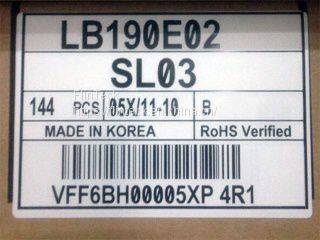 LB190E02
SL03
144 PCS 05X/11-10 B
MADE IN KOREA RoHS Verified
VFF6BH00005XP 4R1